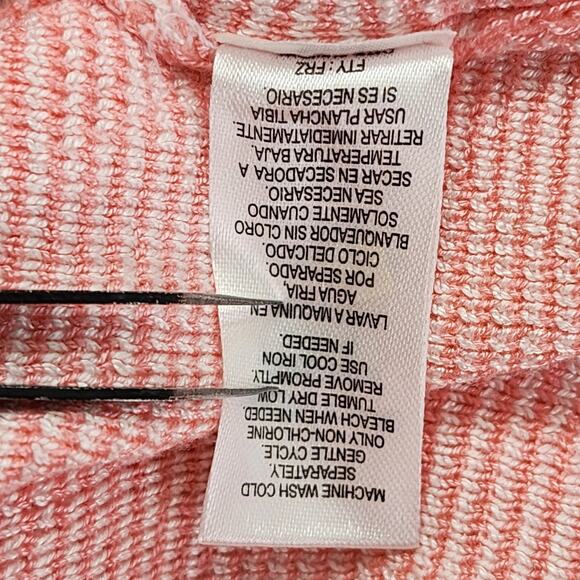 MACHINE WASH COLD
SEPARATELY.
GENTLE CYCLE.
ONLY NON-CHLORINE
BLEACH WHEN NEEDED.
TUMBLE DRY LOW
REMOVE PROMPTLY.
USE COOL IRON
IF NEEDED.
LAVAR A MAQUINA EN
AGUA FRIA.
POR SEPARADO.
CICLO DELICADO.
BLANQUEADOR SIN CLORO
SOLAMENTE CUANDO
SEA NECESARIO.
SECAR EN SECADORA A
TEMPERATURA BAJA.
RETIRAR INMEDIATAMENTE.
USAR PLANCHA TIBIA
SI ES NECESARIO.
FTY: FRZ